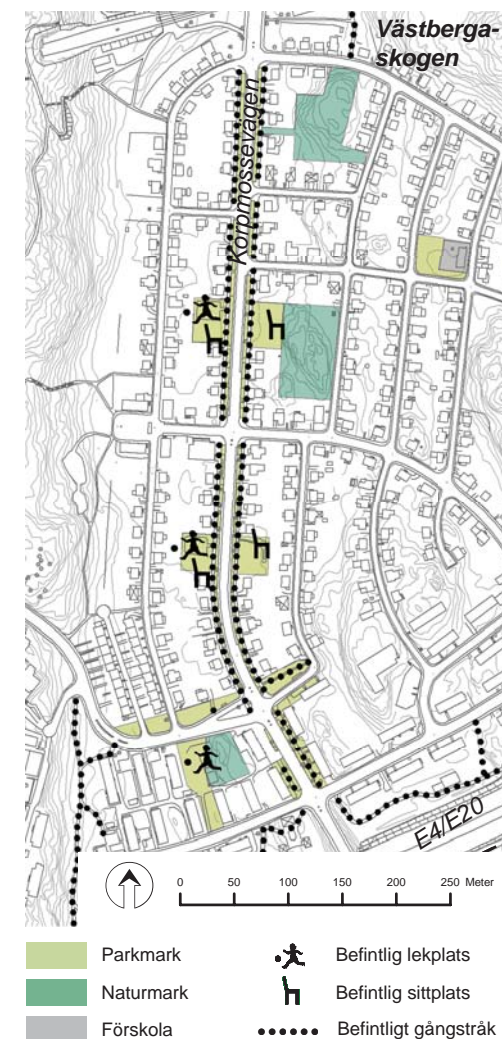 Västberga-
skogen
Korpmossevägen
E4/E20
0 50 100 150 200 250 Meter
Parkmark
Befintlig lekplats
Naturmark
Befintlig sittplats
Förskola
Befintligt gångstråk